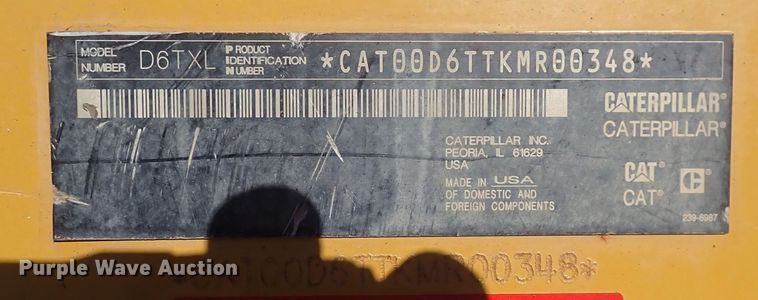 MODEL NUMBER D6TXL PRODUCT IDENTIFICATION NUMBER *CAT00D6TTKMR00348*
CATERPILLAR®
CATERPILLAR®
CATERPILLAR INC.
PEORIA, IL 61629
USA
MADE IN USA
OF DOMESTIC AND
FOREIGN COMPONENTS
CAT®
CAT®
C®
239-6987
*CAT00D6TTKMR00348*
Purple Wave Auction